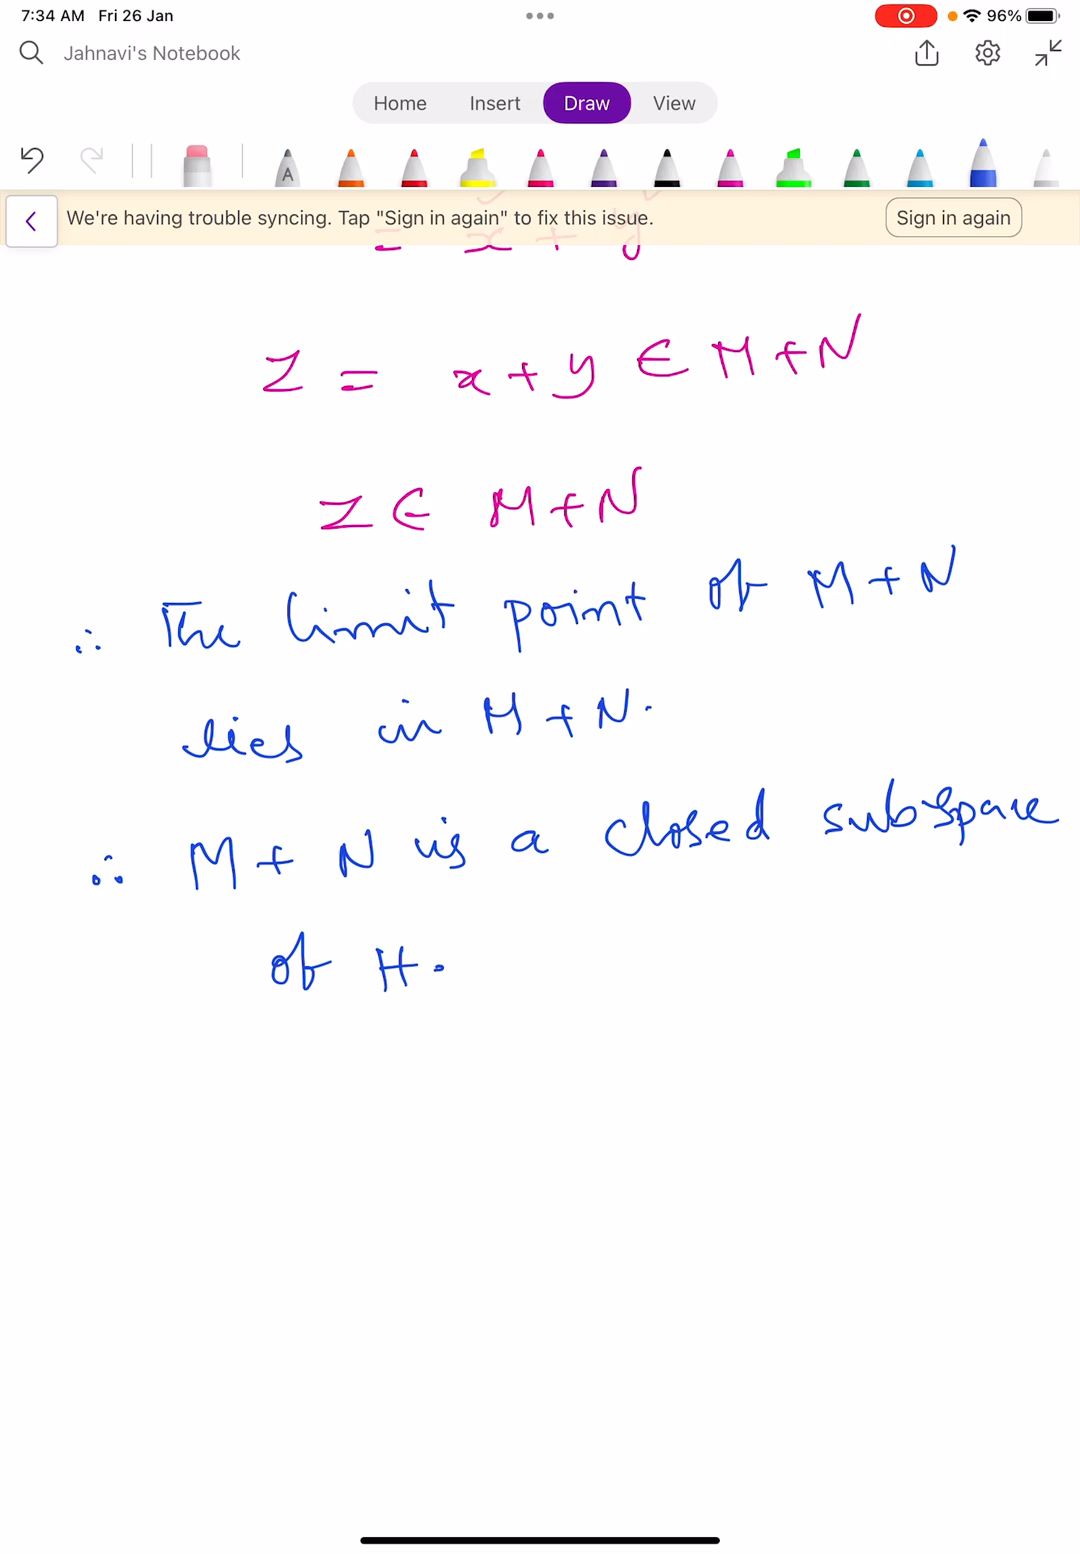 7:34 AM Fri 26 Jan
96%
Jahnavi's Notebook
Home Insert Draw View
A
We're having trouble syncing. Tap "Sign in again" to fix this issue.
Sign in again
= x + y
z = x + y ∈ M + N
z ∈ M + N
∴ The limit point of M + N
lies in M + N.
∴ M + N is a closed subspace
of H.